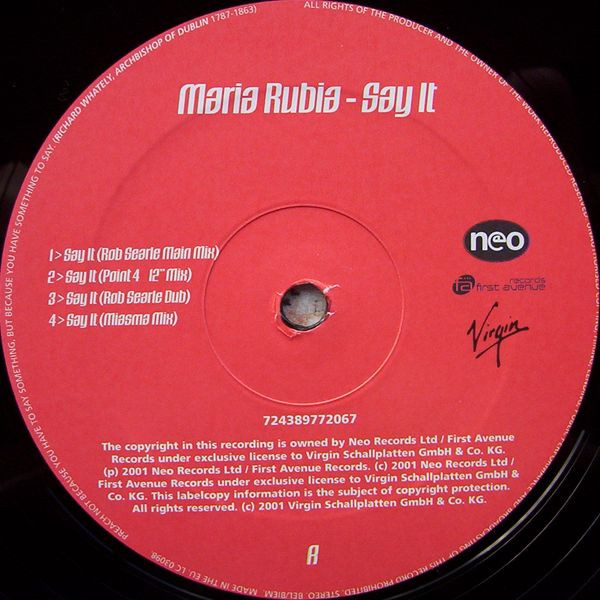 Maria Rubia - Say It
1 > Say It (Rob Searle Main Mix)
2 > Say It (Point 4 12" Mix)
3 > Say It (Rob Searle Dub)
4 > Say It (Miasma Mix)
ne@o
fa records
first avenue
Virgin
724389772067
The copyright in this recording is owned by Neo Records Ltd / First Avenue
Records under exclusive license to Virgin Schallplatten GmbH & Co. KG.
(p) 2001 Neo Records Ltd / First Avenue Records. (c) 2001 Neo Records Ltd /
First Avenue Records under exclusive license to Virgin Schallplatten GmbH &
Co. KG. This labelcopy information is the subject of copyright protection.
All rights reserved. (c) 2001 Virgin Schallplatten GmbH & Co. KG.
A
PREACH NOT BECAUSE YOU HAVE TO SAY SOMETHING, BUT BECAUSE YOU HAVE SOMETHING TO SAY. (RICHARD WHATELY, ARCHBISHOP OF DUBLIN 1787-1863)
ALL RIGHTS OF THE PRODUCER AND THE OWNER OF THE WORK REPRODUCED RESERVED.
OF THIS RECORD PROHIBITED. STEREO. BEL/BIEM. MADE IN THE EU. LC 03098.